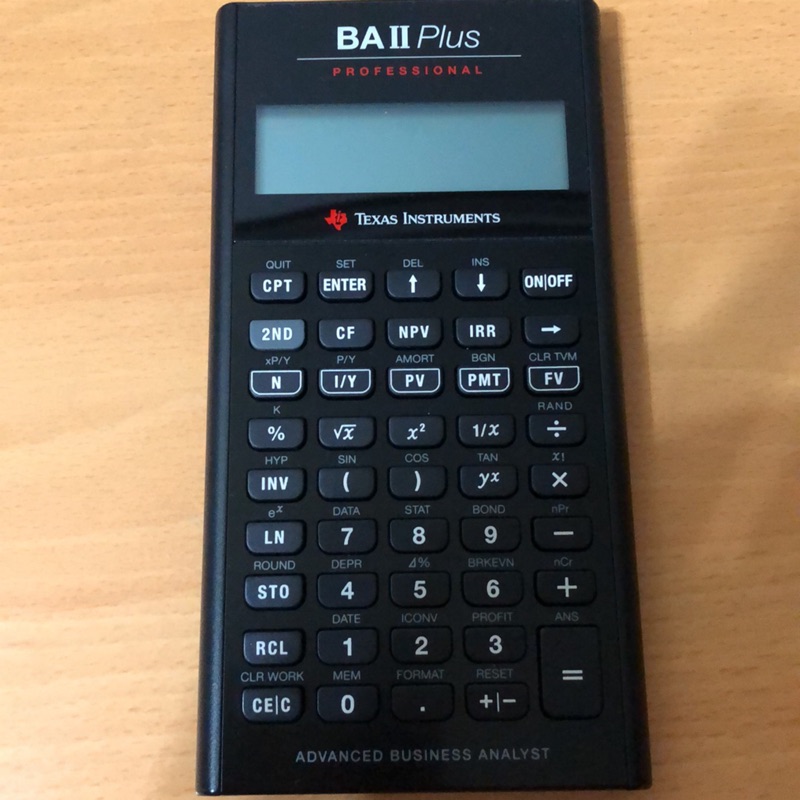 BA II Plus
PROFESSIONAL
TEXAS INSTRUMENTS
QUIT SET DEL INS
CPT ENTER ↑ ↓ ON|OFF
2ND CF NPV IRR →
xP/Y P/Y AMORT BGN CLR TVM
N I/Y PV PMT FV
K RAND
% √x x² 1/x ÷
HYP SIN COS TAN x!
INV ( ) yˣ ×
eˣ DATA STAT BOND nPr
LN 7 8 9 −
ROUND DEPR Δ% BRKEVN nCr
STO 4 5 6 +
DATE ICONV PROFIT ANS
RCL 1 2 3 =
CLR WORK MEM FORMAT RESET
CE|C 0 . +|−
ADVANCED BUSINESS ANALYST